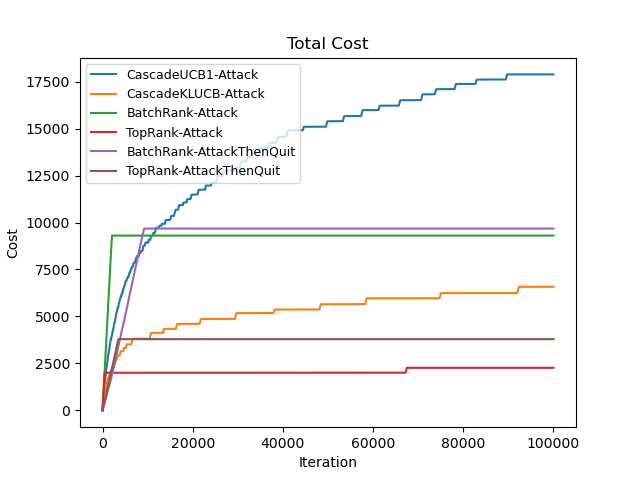 Total Cost
CascadeUCB1-Attack
CascadeKLUCB-Attack
BatchRank-Attack
TopRank-Attack
BatchRank-AttackThenQuit
TopRank-AttackThenQuit
17500
15000
12500
10000
7500
5000
2500
0
Cost
0 20000 40000 60000 80000 100000
Iteration